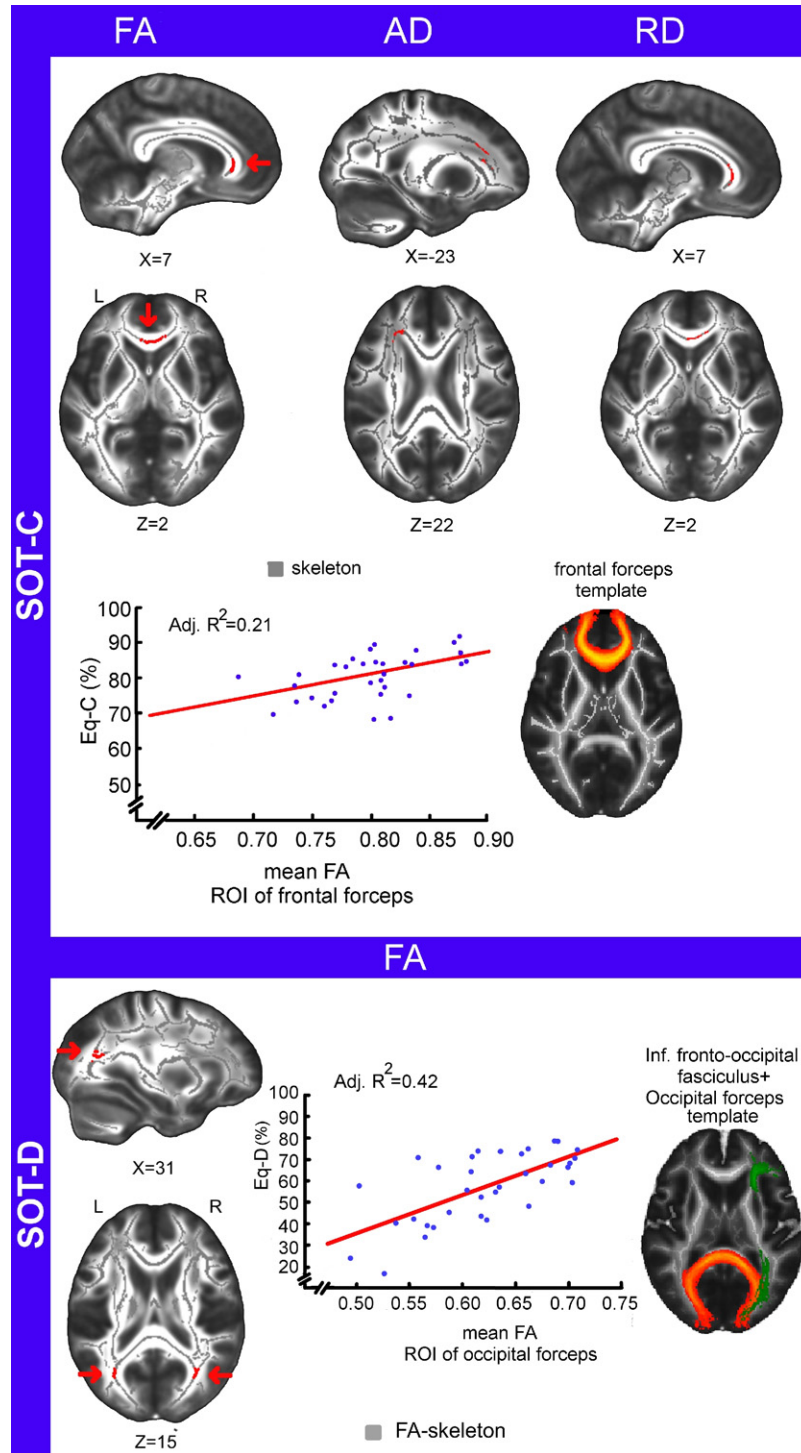 FA AD RD
SOT-C
X=7 X=-23 X=7
L R
Z=2 Z=22 Z=2
skeleton
frontal forceps
template
Adj. R²=0.21
Eq-C (%)
100
90
80
70
60
50
0.65 0.70 0.75 0.80 0.85 0.90
mean FA
ROI of frontal forceps
FA
SOT-D
X=31
L R
Z=15
Adj. R²=0.42
Eq-D (%)
100
90
80
70
60
50
40
30
20
0.50 0.55 0.60 0.65 0.70 0.75
mean FA
ROI of occipital forceps
Inf. fronto-occipital
fasciculus+
Occipital forceps
template
FA-skeleton